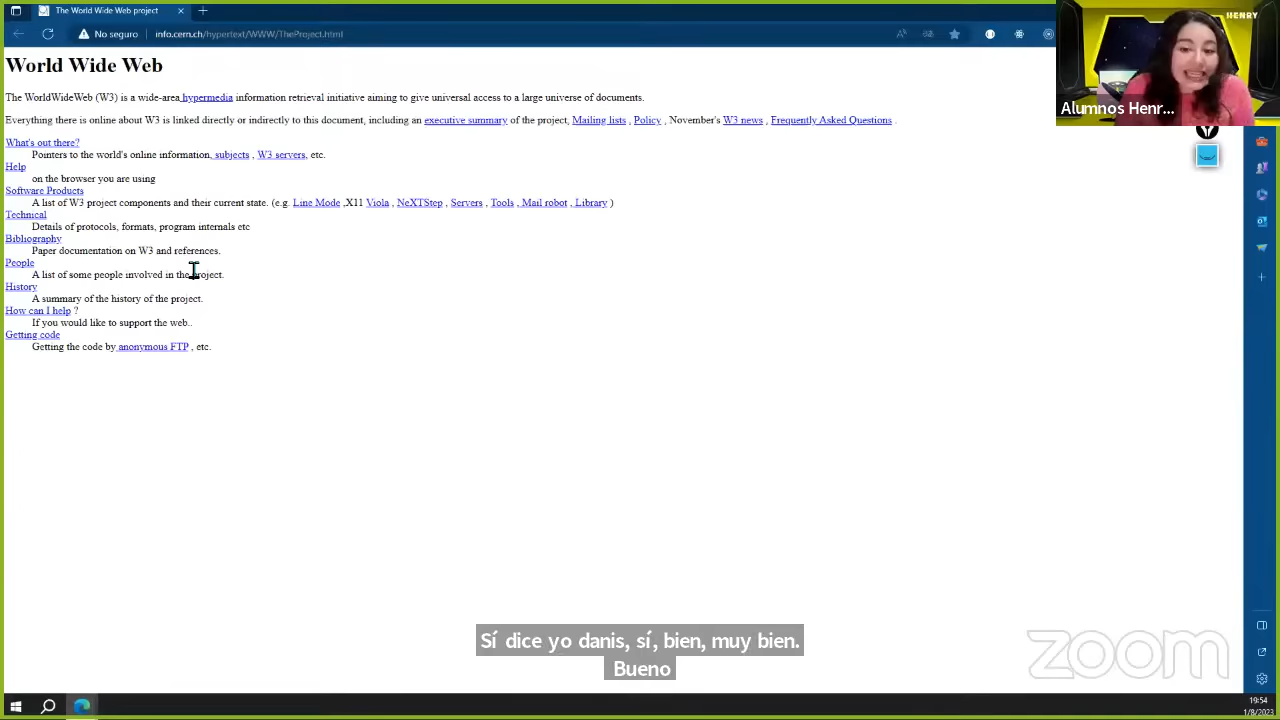 The World Wide Web project
No seguro
info.cern.ch/hypertext/WWW/TheProject.html
HENRY
Alumnos Henr...
World Wide Web
The WorldWideWeb (W3) is a wide-area hypermedia information retrieval initiative aiming to give universal access to a large universe of documents.
Everything there is online about W3 is linked directly or indirectly to this document, including an executive summary of the project, Mailing lists , Policy , November's W3 news , Frequently Asked Questions .
What's out there?
Pointers to the world's online information, subjects , W3 servers, etc.
Help
on the browser you are using
Software Products
A list of W3 project components and their current state. (e.g. Line Mode ,X11 Viola , NeXTStep , Servers , Tools , Mail robot , Library )
Technical
Details of protocols, formats, program internals etc
Bibliography
Paper documentation on W3 and references.
People
A list of some people involved in the project.
History
A summary of the history of the project.
How can I help ?
If you would like to support the web..
Getting code
Getting the code by anonymous FTP , etc.
Sí dice yo danis, sí, bien, muy bien.
Bueno
zoom
19:54
1/8/2023